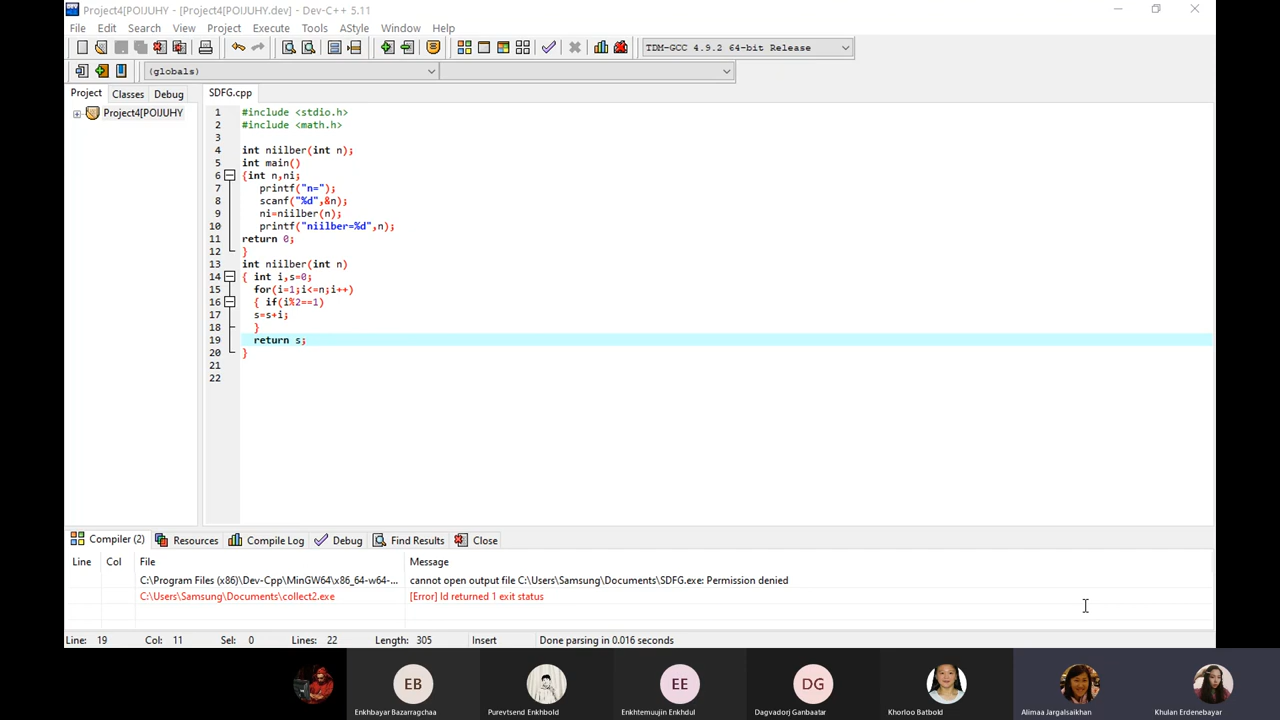 Project4[POIJUHY - [Project4[POIJUHY.dev] - Dev-C++ 5.11
File Edit Search View Project Execute Tools AStyle Window Help
TDM-GCC 4.9.2 64-bit Release
(globals)
Project Classes Debug SDFG.cpp
Project4[POIJUHY
1 #include <stdio.h>
2 #include <math.h>
3
4 int niilber(int n);
5 int main()
6 {int n,ni;
7 printf("n=");
8 scanf("%d",&n);
9 ni=niilber(n);
10 printf("niilber=%d",n);
11 return 0;
12 }
13 int niilber(int n)
14 { int i,s=0;
15 for(i=1;i<=n;i++)
16 { if(i%2==1)
17 s=s+i;
18 }
19 return s;
20 }
21
22
Compiler (2) Resources Compile Log Debug Find Results Close
Line Col File Message
C:\Program Files (x86)\Dev-Cpp\MinGW64\x86_64-w64-... cannot open output file C:\Users\Samsung\Documents\SDFG.exe: Permission denied
C:\Users\Samsung\Documents\collect2.exe [Error] ld returned 1 exit status
Line: 19 Col: 11 Sel: 0 Lines: 22 Length: 305 Insert Done parsing in 0.016 seconds
EB EE DG
Enkhbayar Bazarragchaa Purevtsend Enkhbold Enkhtemuujin Enkhdul Dagvadorj Ganbaatar Khorloo Batbold Alimaa Jargalsaikhan Khulan Erdenebayar